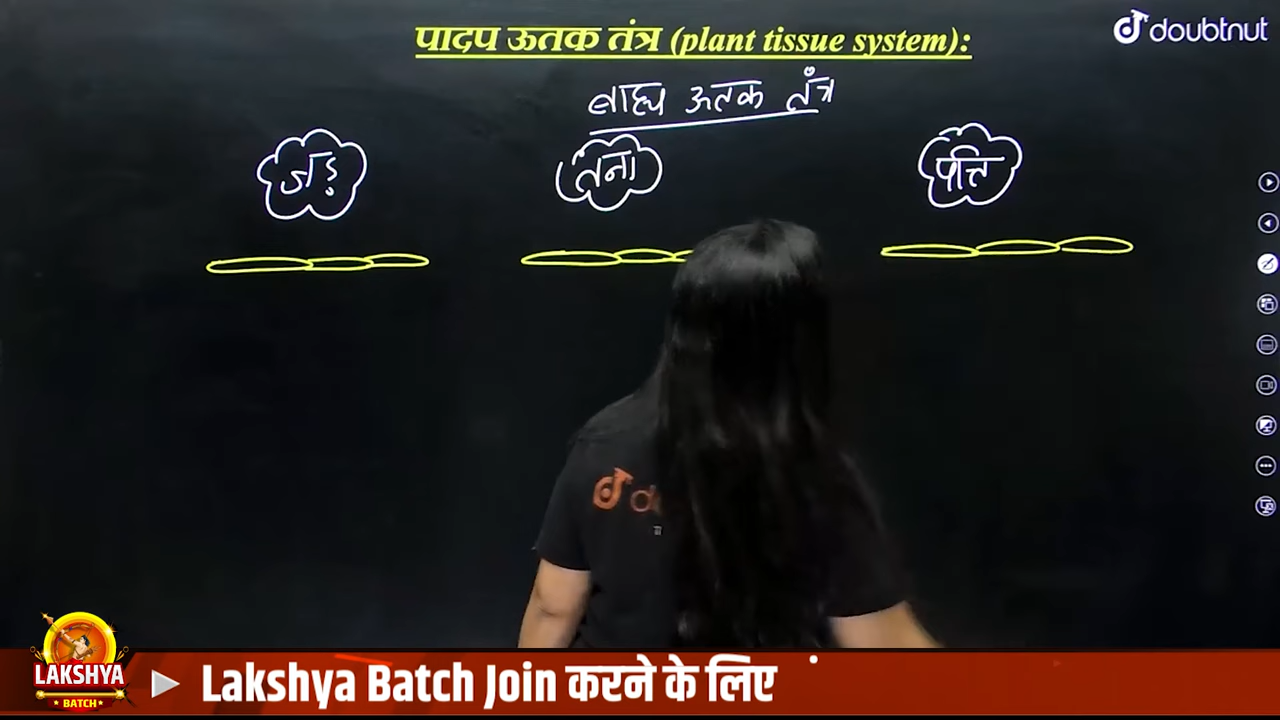 doubtnut
पादप ऊतक तंत्र (plant tissue system):
बाह्य ऊतक तंत्र
जड़ तना पत्ति
LAKSHYA
BATCH
Lakshya Batch Join करने के लिए